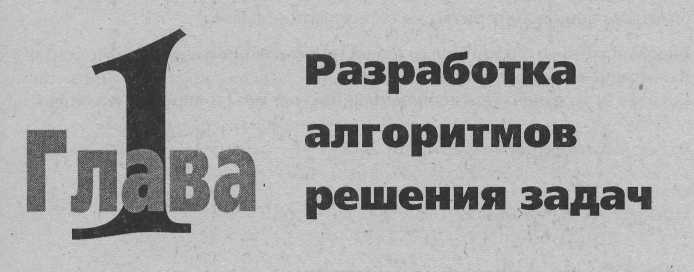 Глава 1
Разработка
алгоритмов
решения задач